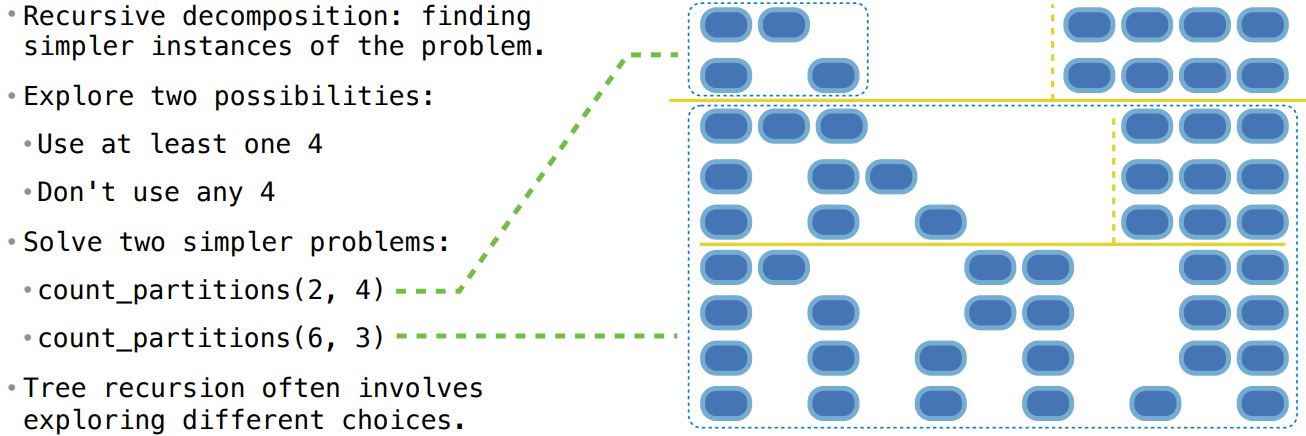 •Recursive decomposition: finding
simpler instances of the problem.
•Explore two possibilities:
•Use at least one 4
•Don't use any 4
•Solve two simpler problems:
•count_partitions(2, 4)
•count_partitions(6, 3)
•Tree recursion often involves
exploring different choices.